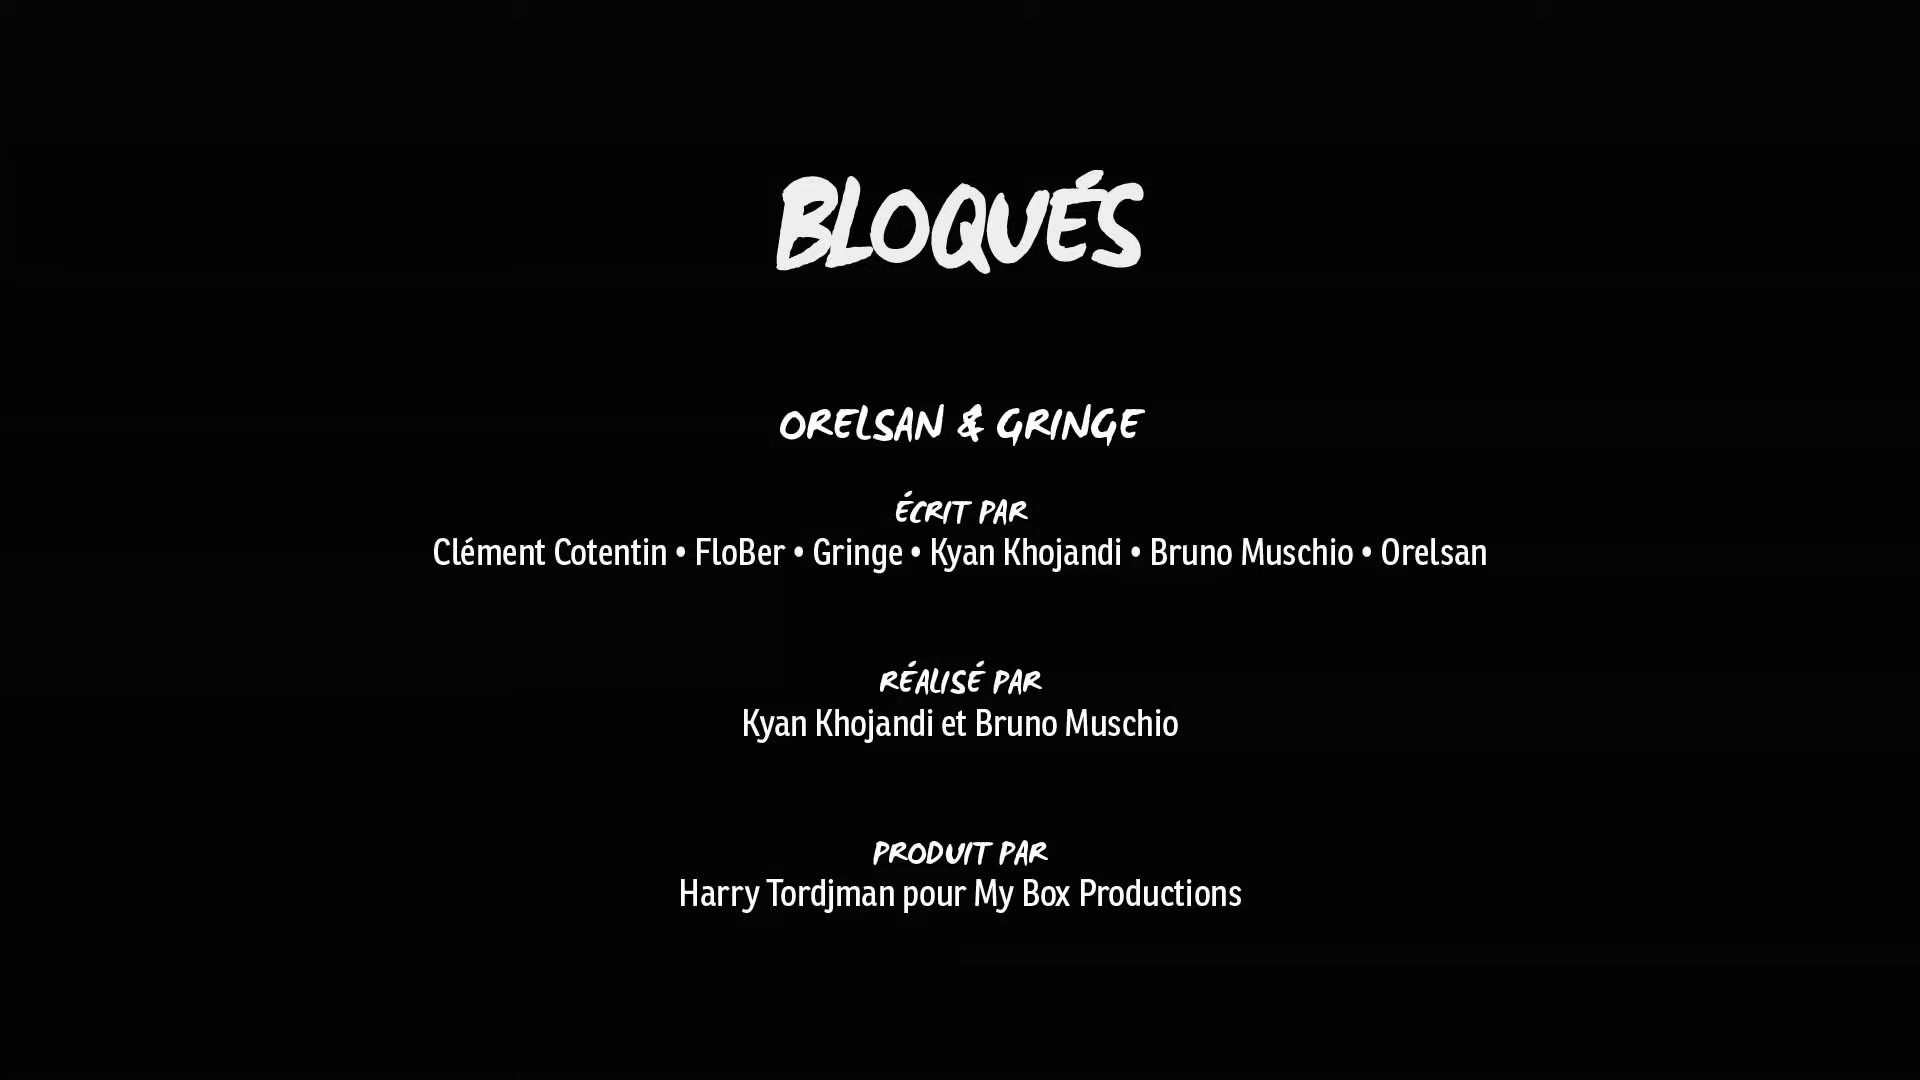 BLOQUÉS
ORELSAN & GRINGE
ÉCRIT PAR
Clément Cotentin • FloBer • Gringe • Kyan Khojandi • Bruno Muschio • Orelsan
RÉALISÉ PAR
Kyan Khojandi et Bruno Muschio
PRODUIT PAR
Harry Tordjman pour My Box Productions